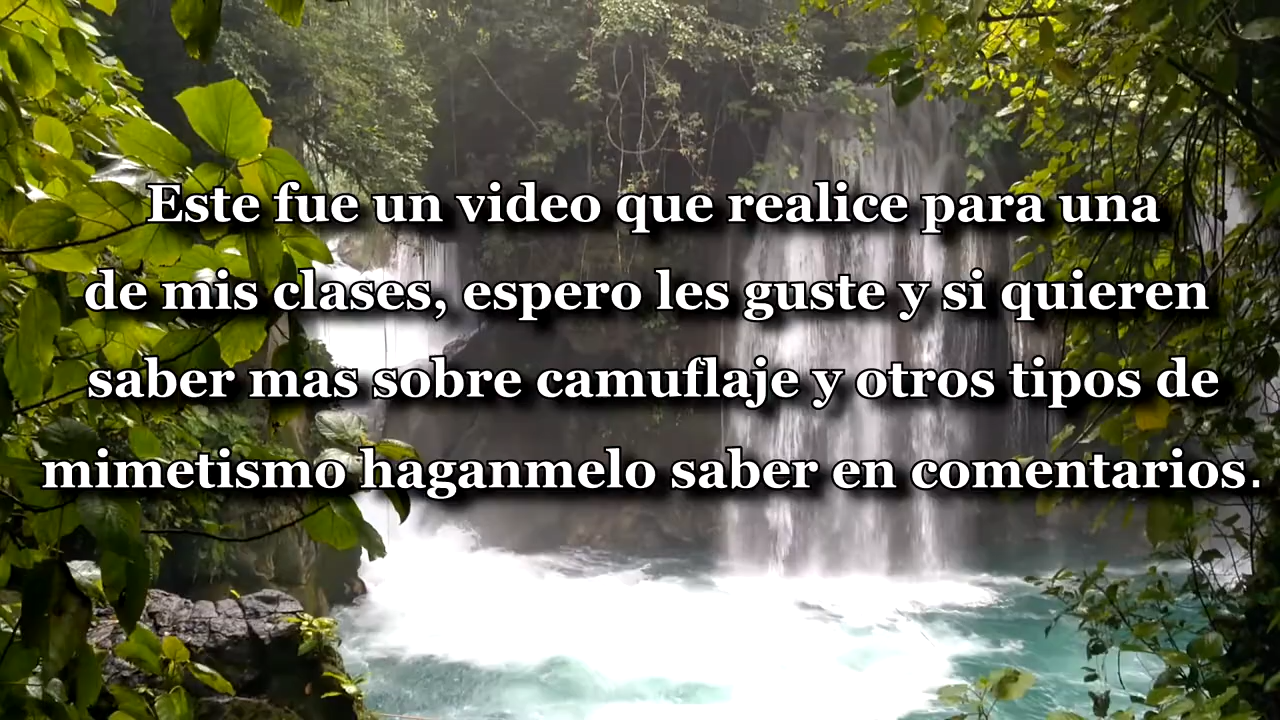 Este fue un video que realice para una
de mis clases, espero les guste y si quieren
saber mas sobre camuflaje y otros tipos de
mimetismo haganmelo saber en comentarios.